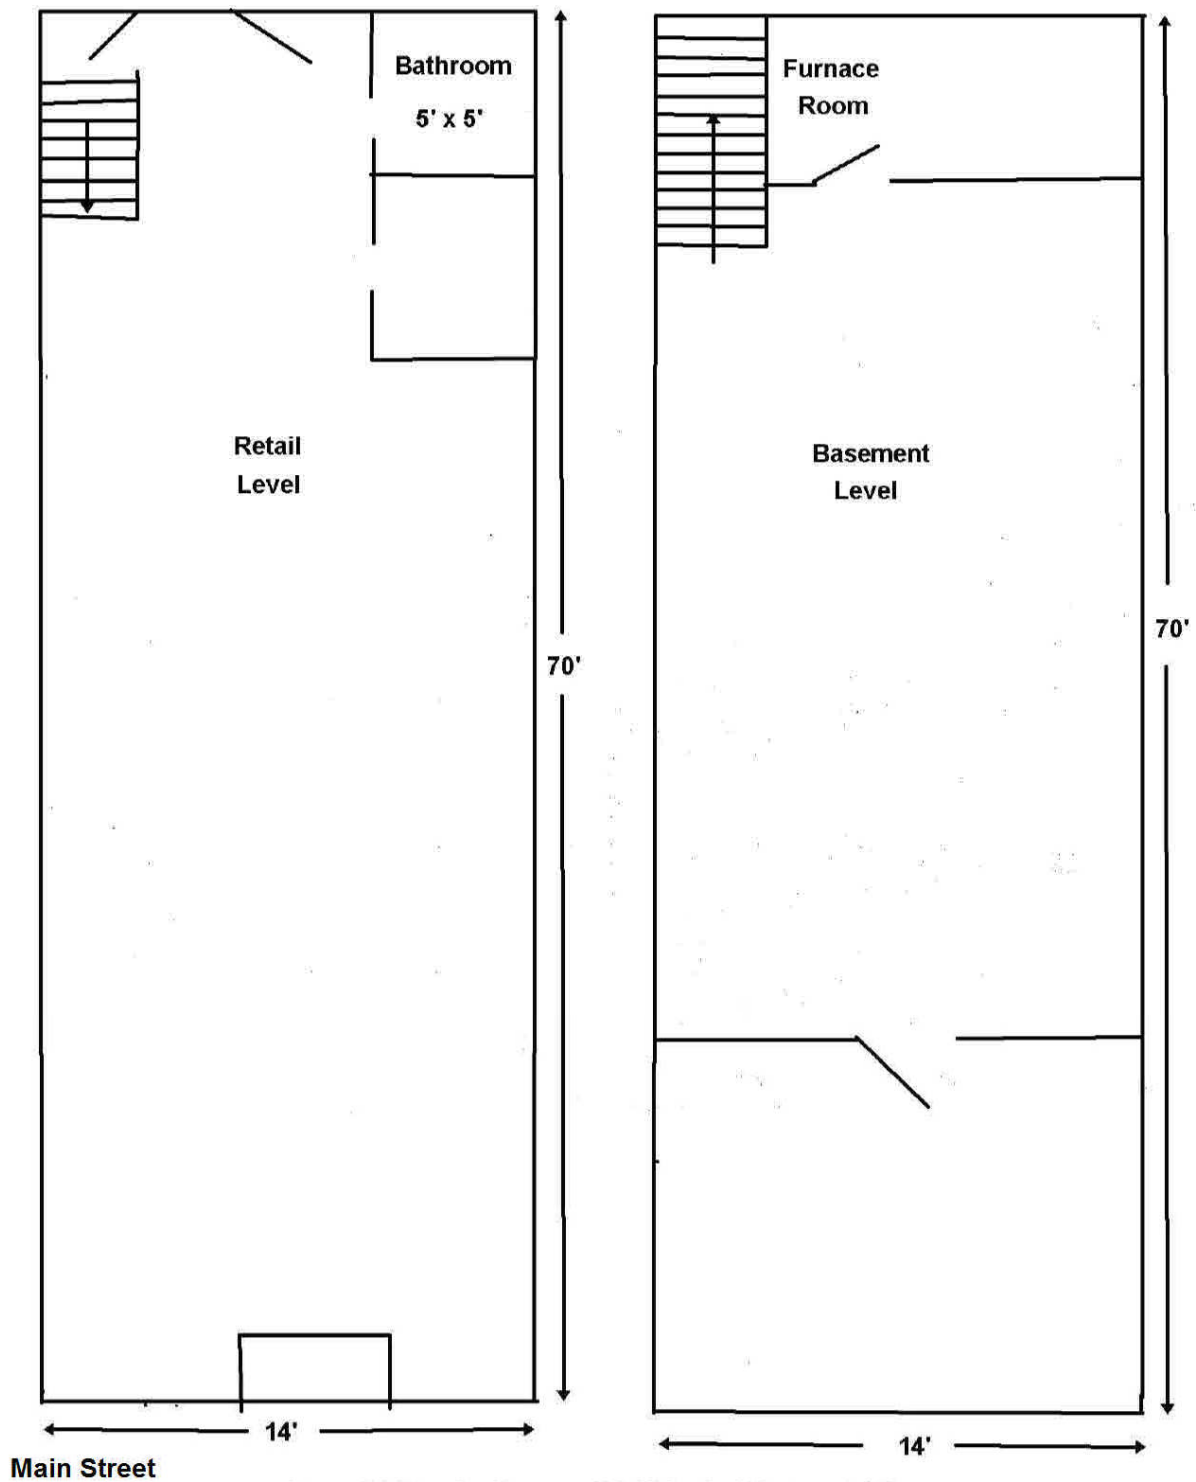 Bathroom
5' x 5'
Retail
Level
70'
14'
Main Street
Furnace
Room
Basement
Level
70'
14'